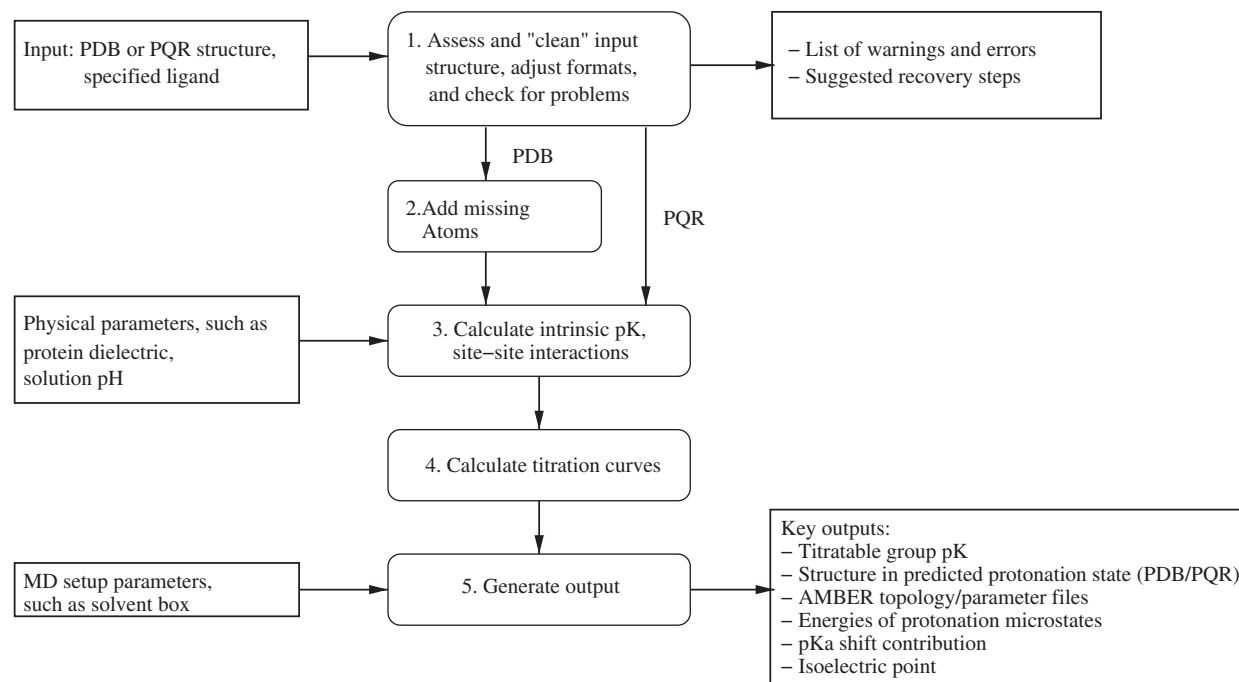 Input: PDB or PQR structure,
specified ligand
1. Assess and "clean" input
structure, adjust formats,
and check for problems
− List of warnings and errors
− Suggested recovery steps
PDB
2.Add missing
Atoms
PQR
Physical parameters, such as
protein dielectric,
solution pH
3. Calculate intrinsic pK,
site−site interactions
4. Calculate titration curves
MD setup parameters,
such as solvent box
5. Generate output
Key outputs:
− Titratable group pK
− Structure in predicted protonation state (PDB/PQR)
− AMBER topology/parameter files
− Energies of protonation microstates
− pKa shift contribution
− Isoelectric point